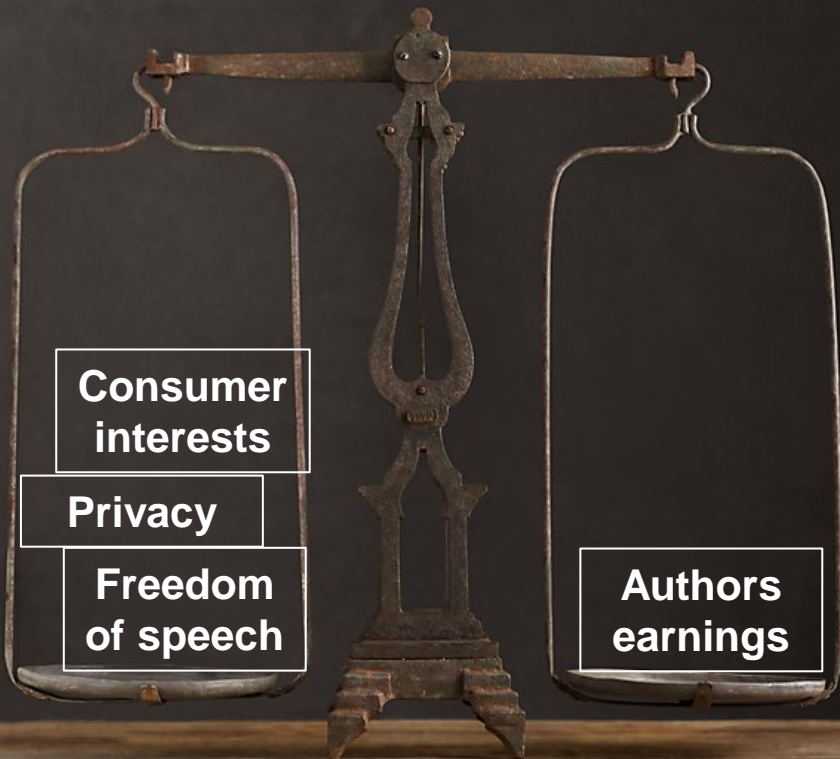 Consumer
interests
Privacy
Freedom
of speech
Authors
earnings